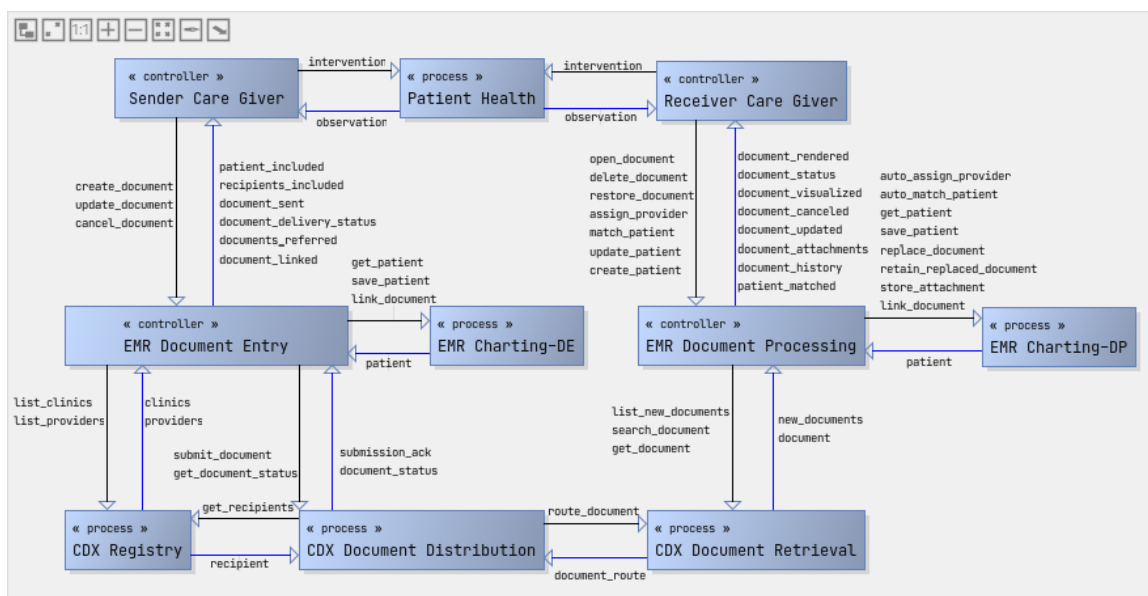 1:1
intervention
« controller »
Sender Care Giver
« process »
Patient Health
intervention
« controller »
Receiver Care Giver
observation
observation
create_document
update_document
cancel_document
patient_included
recipients_included
document_sent
document_delivery_status
documents_referred
document_linked
open_document
delete_document
restore_document
assign_provider
match_patient
update_patient
create_patient
document_rendered
document_status
document_visualized
document_canceled
document_updated
document_attachments
document_history
patient_matched
auto_assign_provider
auto_match_patient
get_patient
save_patient
replace_document
retain_replaced_document
store_attachment
link_document
get_patient
save_patient
link_document
« controller »
EMR Document Entry
« process »
EMR Charting-DE
patient
« controller »
EMR Document Processing
« process »
EMR Charting-DP
patient
list_clinics
list_providers
clinics
providers
submit_document
get_document_status
submission_ack
document_status
list_new_documents
search_document
get_document
new_documents
document
« process »
CDX Registry
get_recipients
recipient
« process »
CDX Document Distribution
route_document
document_route
« process »
CDX Document Retrieval